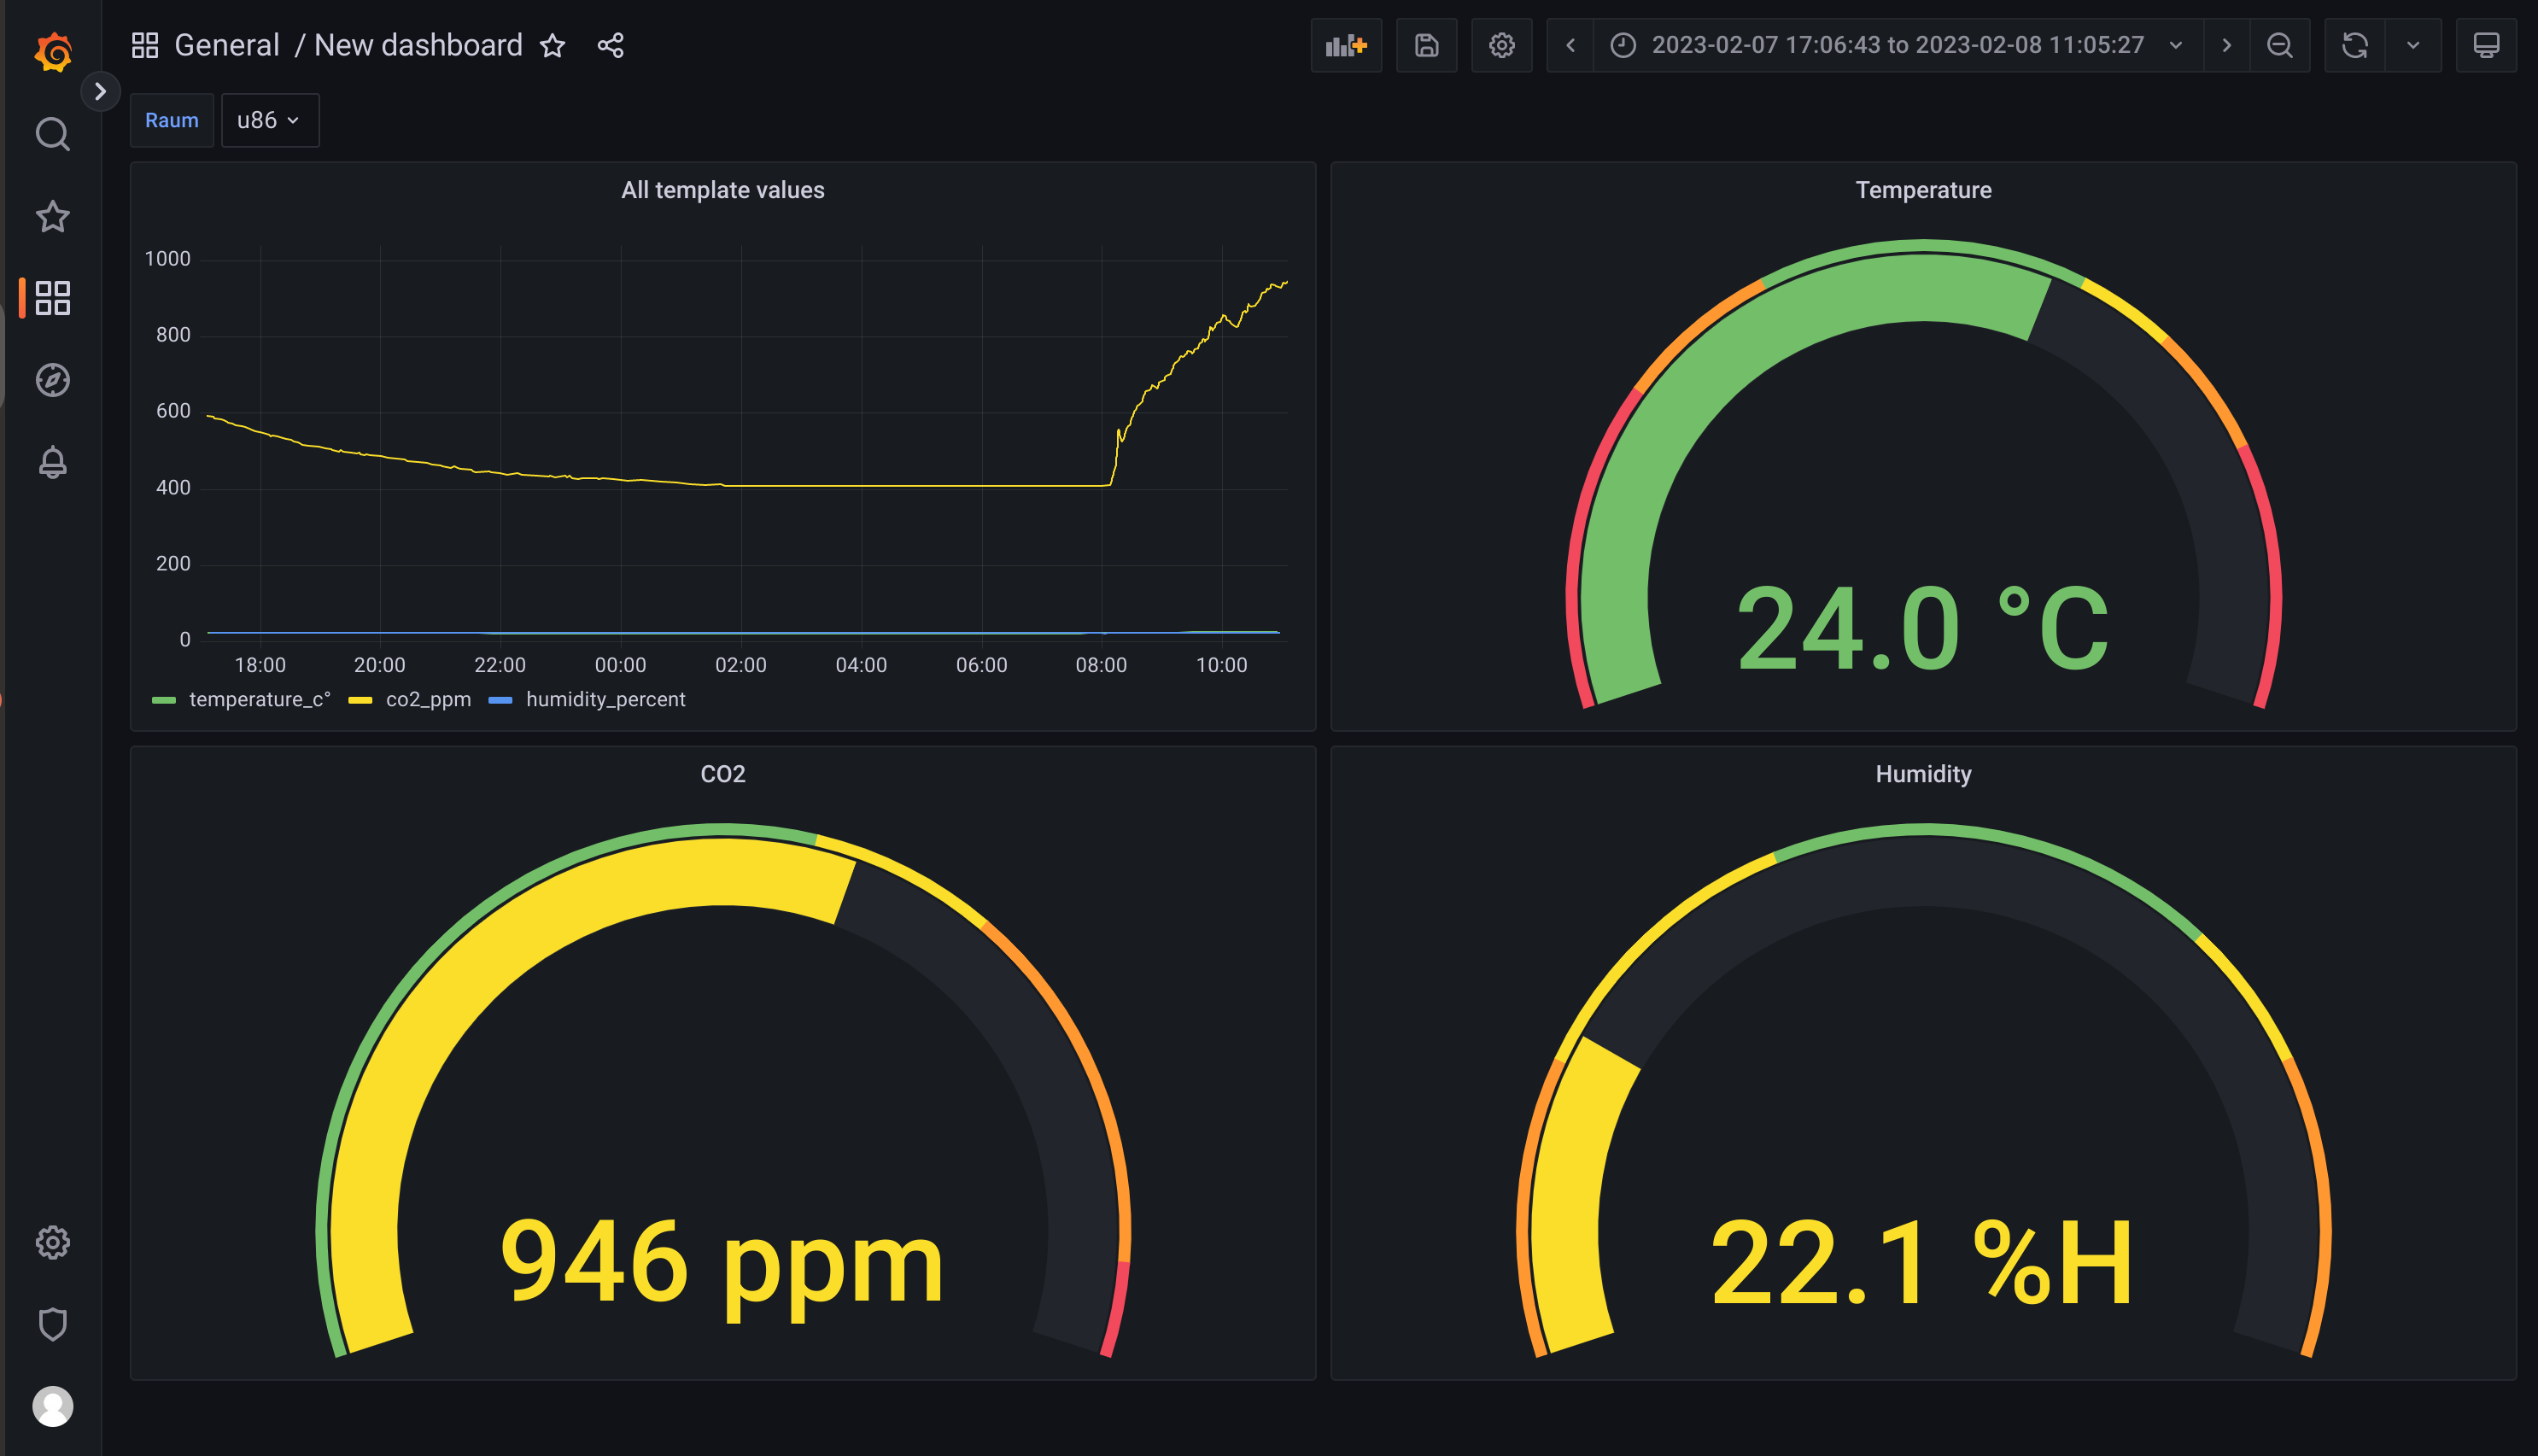 General / New dashboard
2023-02-07 17:06:43 to 2023-02-08 11:05:27
Raum u86
All template values
1000
800
600
400
200
0
18:00 20:00 22:00 00:00 02:00 04:00 06:00 08:00 10:00
temperature_c° co2_ppm humidity_percent
Temperature
24.0 °C
CO2
946 ppm
Humidity
22.1 %H